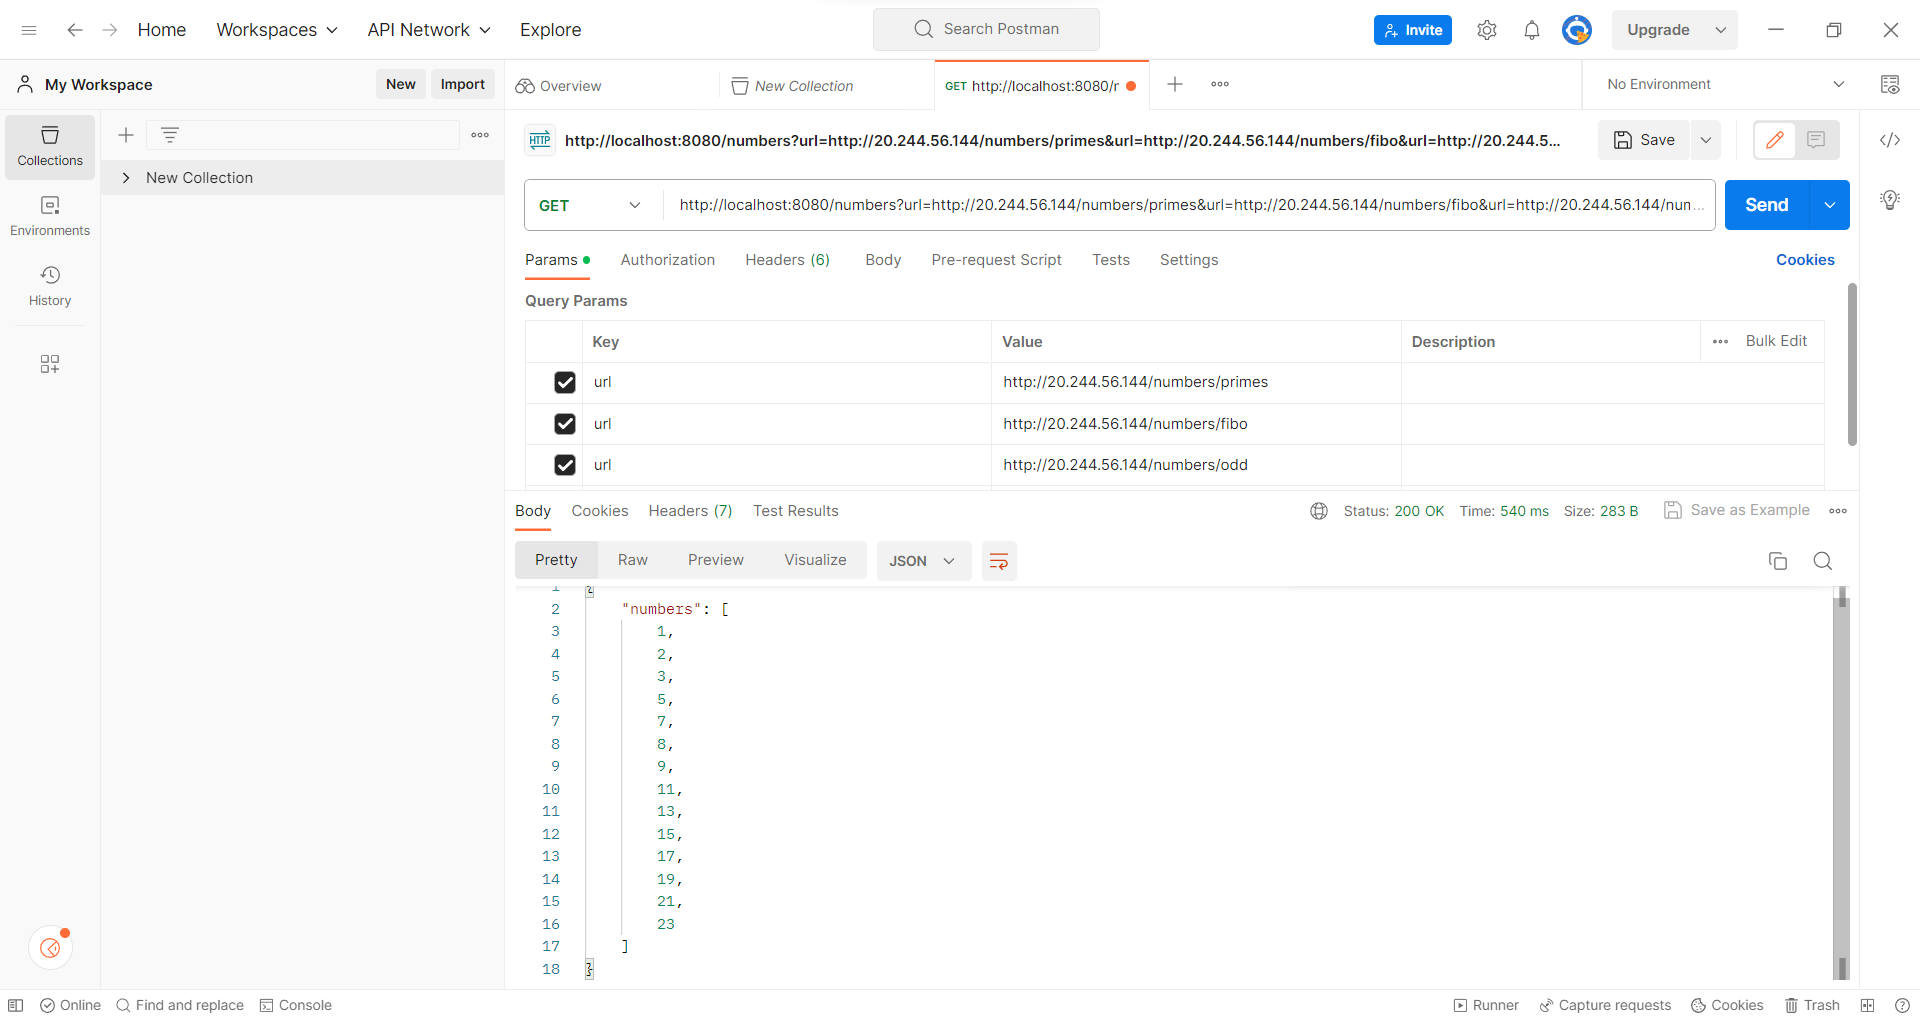 Home Workspaces API Network Explore Search Postman Invite Upgrade
My Workspace New Import Overview New Collection GET http://localhost:8080/r No Environment
Collections
New Collection
Environments
History
http://localhost:8080/numbers?url=http://20.244.56.144/numbers/primes&url=http://20.244.56.144/numbers/fibo&url=http://20.244.5... Save
GET http://localhost:8080/numbers?url=http://20.244.56.144/numbers/primes&url=http://20.244.56.144/numbers/fibo&url=http://20.244.56.144/num... Send
Params Authorization Headers (6) Body Pre-request Script Tests Settings Cookies
Query Params
Key Value Description Bulk Edit
url http://20.244.56.144/numbers/primes
url http://20.244.56.144/numbers/fibo
url http://20.244.56.144/numbers/odd
Body Cookies Headers (7) Test Results Status: 200 OK Time: 540 ms Size: 283 B Save as Example
Pretty Raw Preview Visualize JSON
1 {
2 "numbers": [
3 1,
4 2,
5 3,
6 5,
7 7,
8 8,
9 9,
10 11,
11 13,
12 15,
13 17,
14 19,
15 21,
16 23
17 ]
18 }
Online Find and replace Console Runner Capture requests Cookies Trash